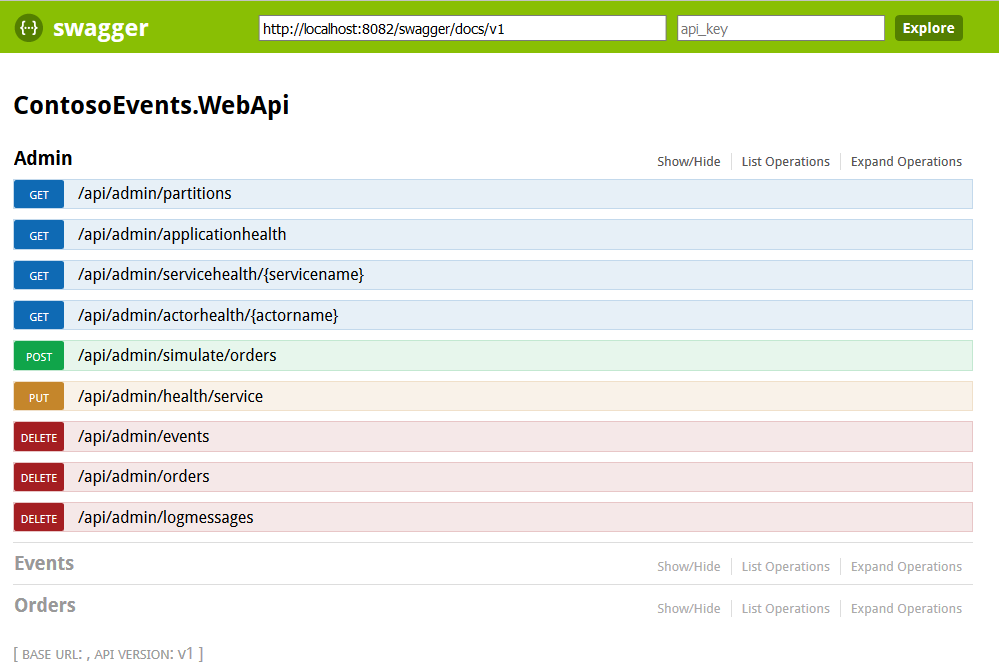 {··} swagger http://localhost:8082/swagger/docs/v1 api_key Explore
ContosoEvents.WebApi
Admin Show/Hide List Operations Expand Operations
GET /api/admin/partitions
GET /api/admin/applicationhealth
GET /api/admin/servicehealth/{servicename}
GET /api/admin/actorhealth/{actorname}
POST /api/admin/simulate/orders
PUT /api/admin/health/service
DELETE /api/admin/events
DELETE /api/admin/orders
DELETE /api/admin/logmessages
Events Show/Hide List Operations Expand Operations
Orders Show/Hide List Operations Expand Operations
[ BASE URL: , API VERSION: V1 ]